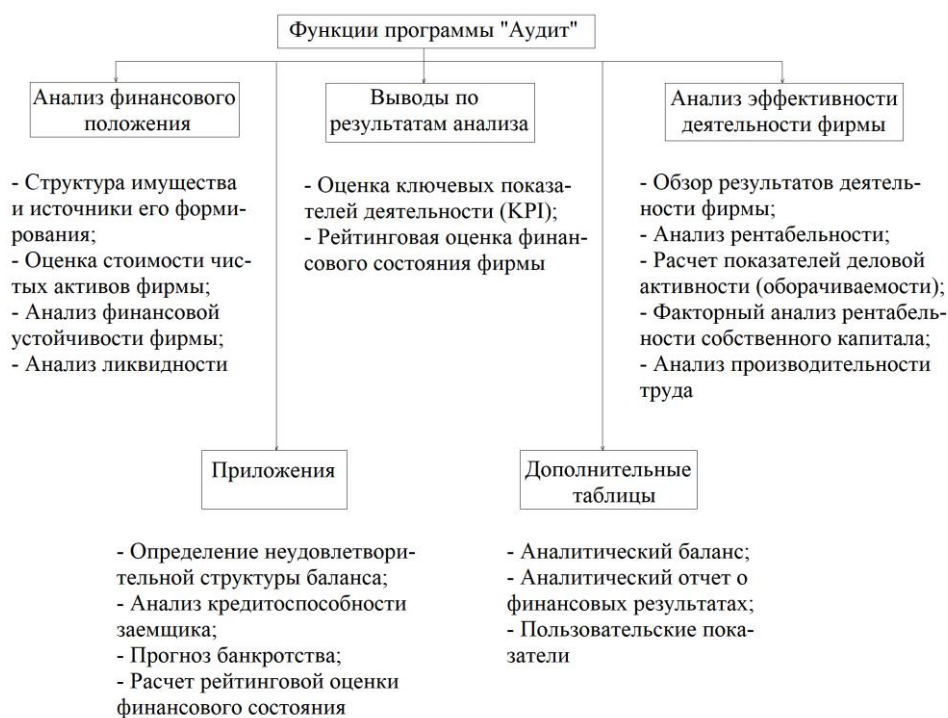 Функции программы "Аудит"
Анализ финансового
положения
- Структура имущества
и источники его форми-
рования;
- Оценка стоимости чис-
тых активов фирмы;
- Анализ финансовой
устойчивости фирмы;
- Анализ ликвидности
Выводы по
результатам анализа
- Оценка ключевых показа-
телей деятельности (KPI);
- Рейтинговая оценка финан-
сового состояния фирмы
Анализ эффективности
деятельности фирмы
- Обзор результатов деятель-
ности фирмы;
- Анализ рентабельности;
- Расчет показателей деловой
активности (оборачиваемости);
- Факторный анализ рентабель-
ности собственного капитала;
- Анализ производительности
труда
Приложения
- Определение неудовлетвори-
тельной структуры баланса;
- Анализ кредитоспособности
заемщика;
- Прогноз банкротства;
- Расчет рейтинговой оценки
финансового состояния
Дополнительные
таблицы
- Аналитический баланс;
- Аналитический отчет о
финансовых результатах;
- Пользовательские пока-
затели